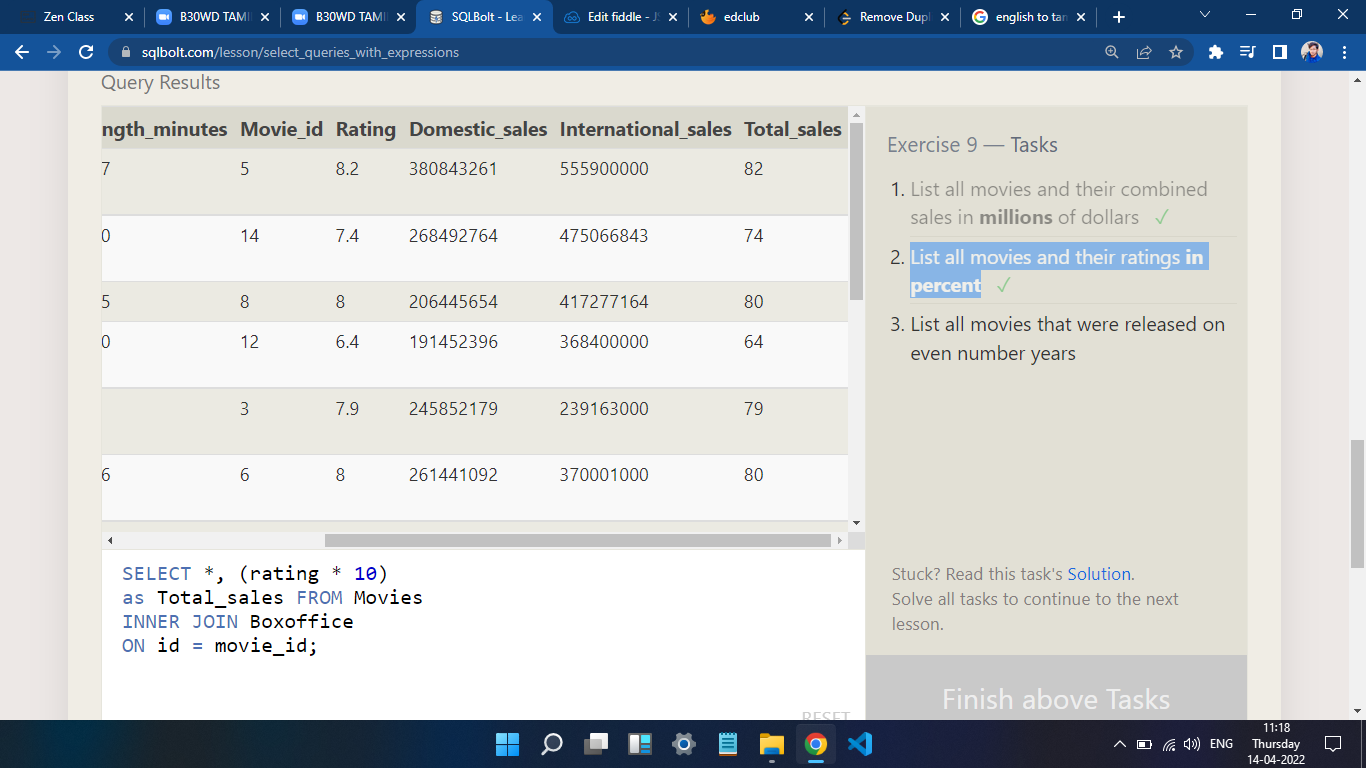 Zen Class
B30WD TAMI
B30WD TAMI
SQLBolt - Lea
Edit fiddle - JS
edclub
Remove Dupl
english to tam
sqlbolt.com/lesson/select_queries_with_expressions
Query Results
ngth_minutes Movie_id Rating Domestic_sales International_sales Total_sales
7 5 8.2 380843261 555900000 82
0 14 7.4 268492764 475066843 74
5 8 8 206445654 417277164 80
0 12 6.4 191452396 368400000 64
3 7.9 245852179 239163000 79
6 6 8 261441092 370001000 80
SELECT *, (rating * 10)
as Total_sales FROM Movies
INNER JOIN Boxoffice
ON id = movie_id;
RESET
Exercise 9 — Tasks
1. List all movies and their combined
sales in millions of dollars ✓
2. List all movies and their ratings in
percent ✓
3. List all movies that were released on
even number years
Stuck? Read this task's Solution.
Solve all tasks to continue to the next
lesson.
Finish above Tasks
ENG
11:18
Thursday
14-04-2022